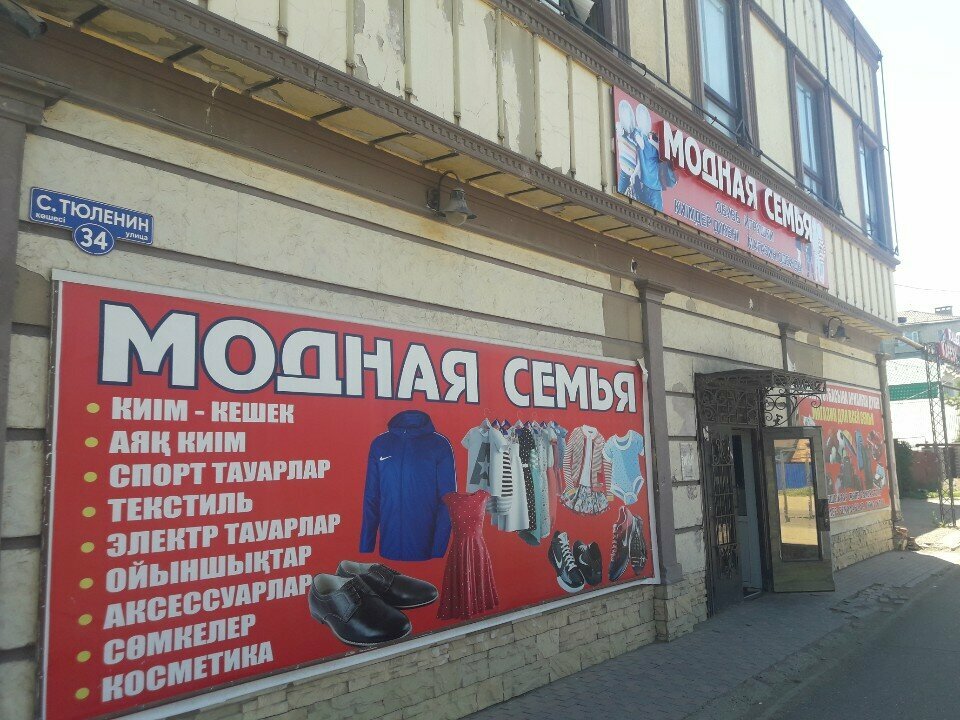 С. ТЮЛЕНИН
көшесі улица
34
МОДНАЯ СЕМЬЯ
МОДНАЯ СЕМЬЯ
КИІМ - КЕШЕК
АЯҚ КИІМ
СПОРТ ТАУАРЛАР
ТЕКСТИЛЬ
ЭЛЕКТР ТАУАРЛАР
ОЙЫНШЫҚТАР
АКСЕССУАРЛАР
СӨМКЕЛЕР
КОСМЕТИКА